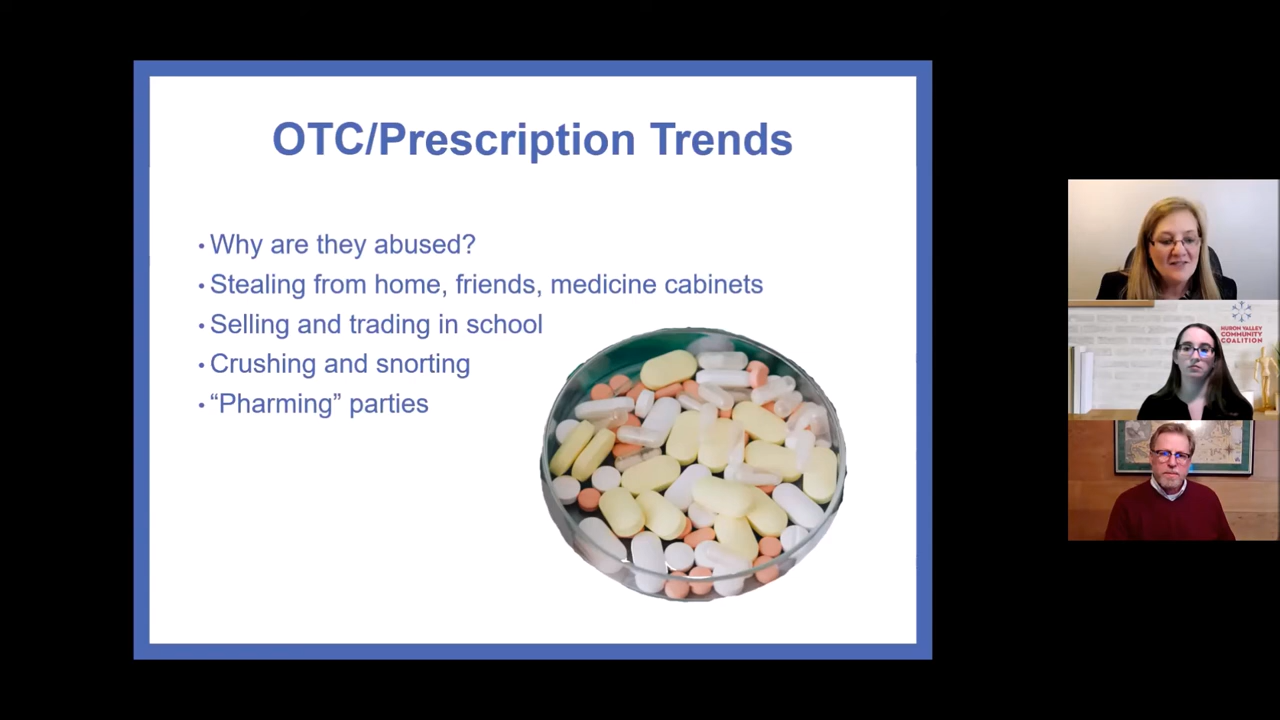 OTC/Prescription Trends
• Why are they abused?
• Stealing from home, friends, medicine cabinets
• Selling and trading in school
• Crushing and snorting
• “Pharming” parties
HURON VALLEY
COMMUNITY
COALITION